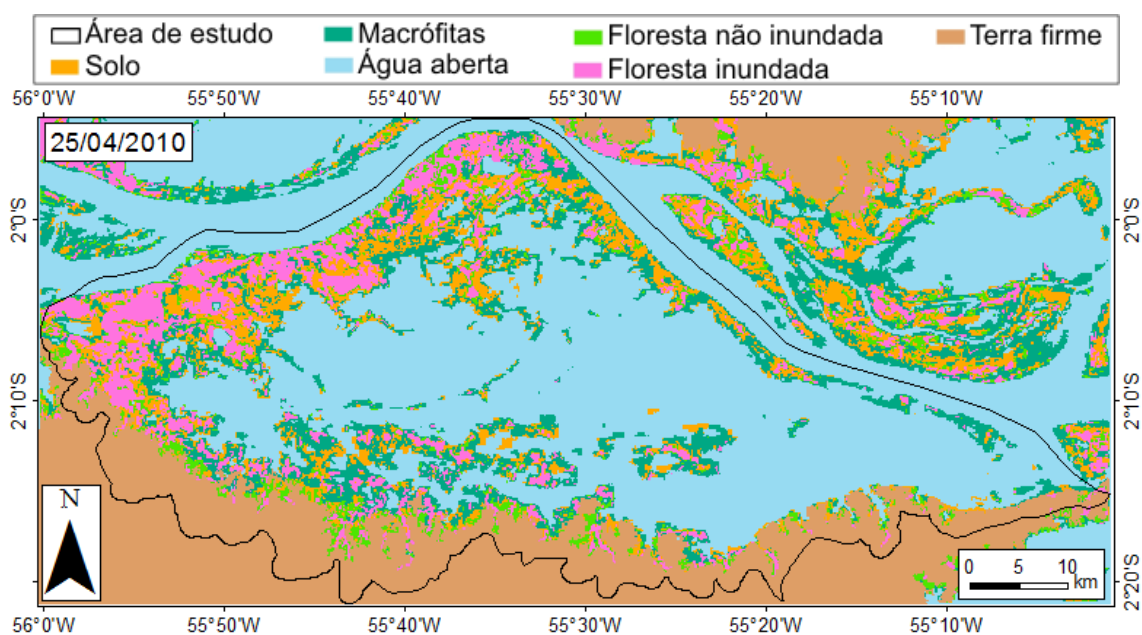 Área de estudo Macrófitas Floresta não inundada Terra firme
Solo Água aberta Floresta inundada
56°0'W 55°50'W 55°40'W 55°30'W 55°20'W 55°10'W
25/04/2010
2°0'S 2°0'S
2°10'S 2°10'S
N
0 5 10
km
2°20'S
56°0'W 55°50'W 55°40'W 55°30'W 55°20'W 55°10'W